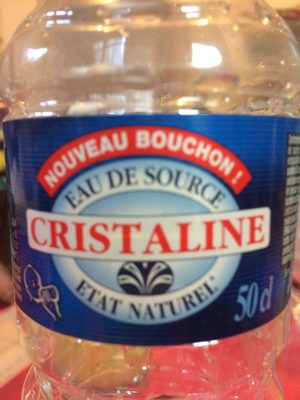 NOUVEAU BOUCHON !
EAU DE SOURCE
CRISTALINE
ETAT NATUREL
50 cl